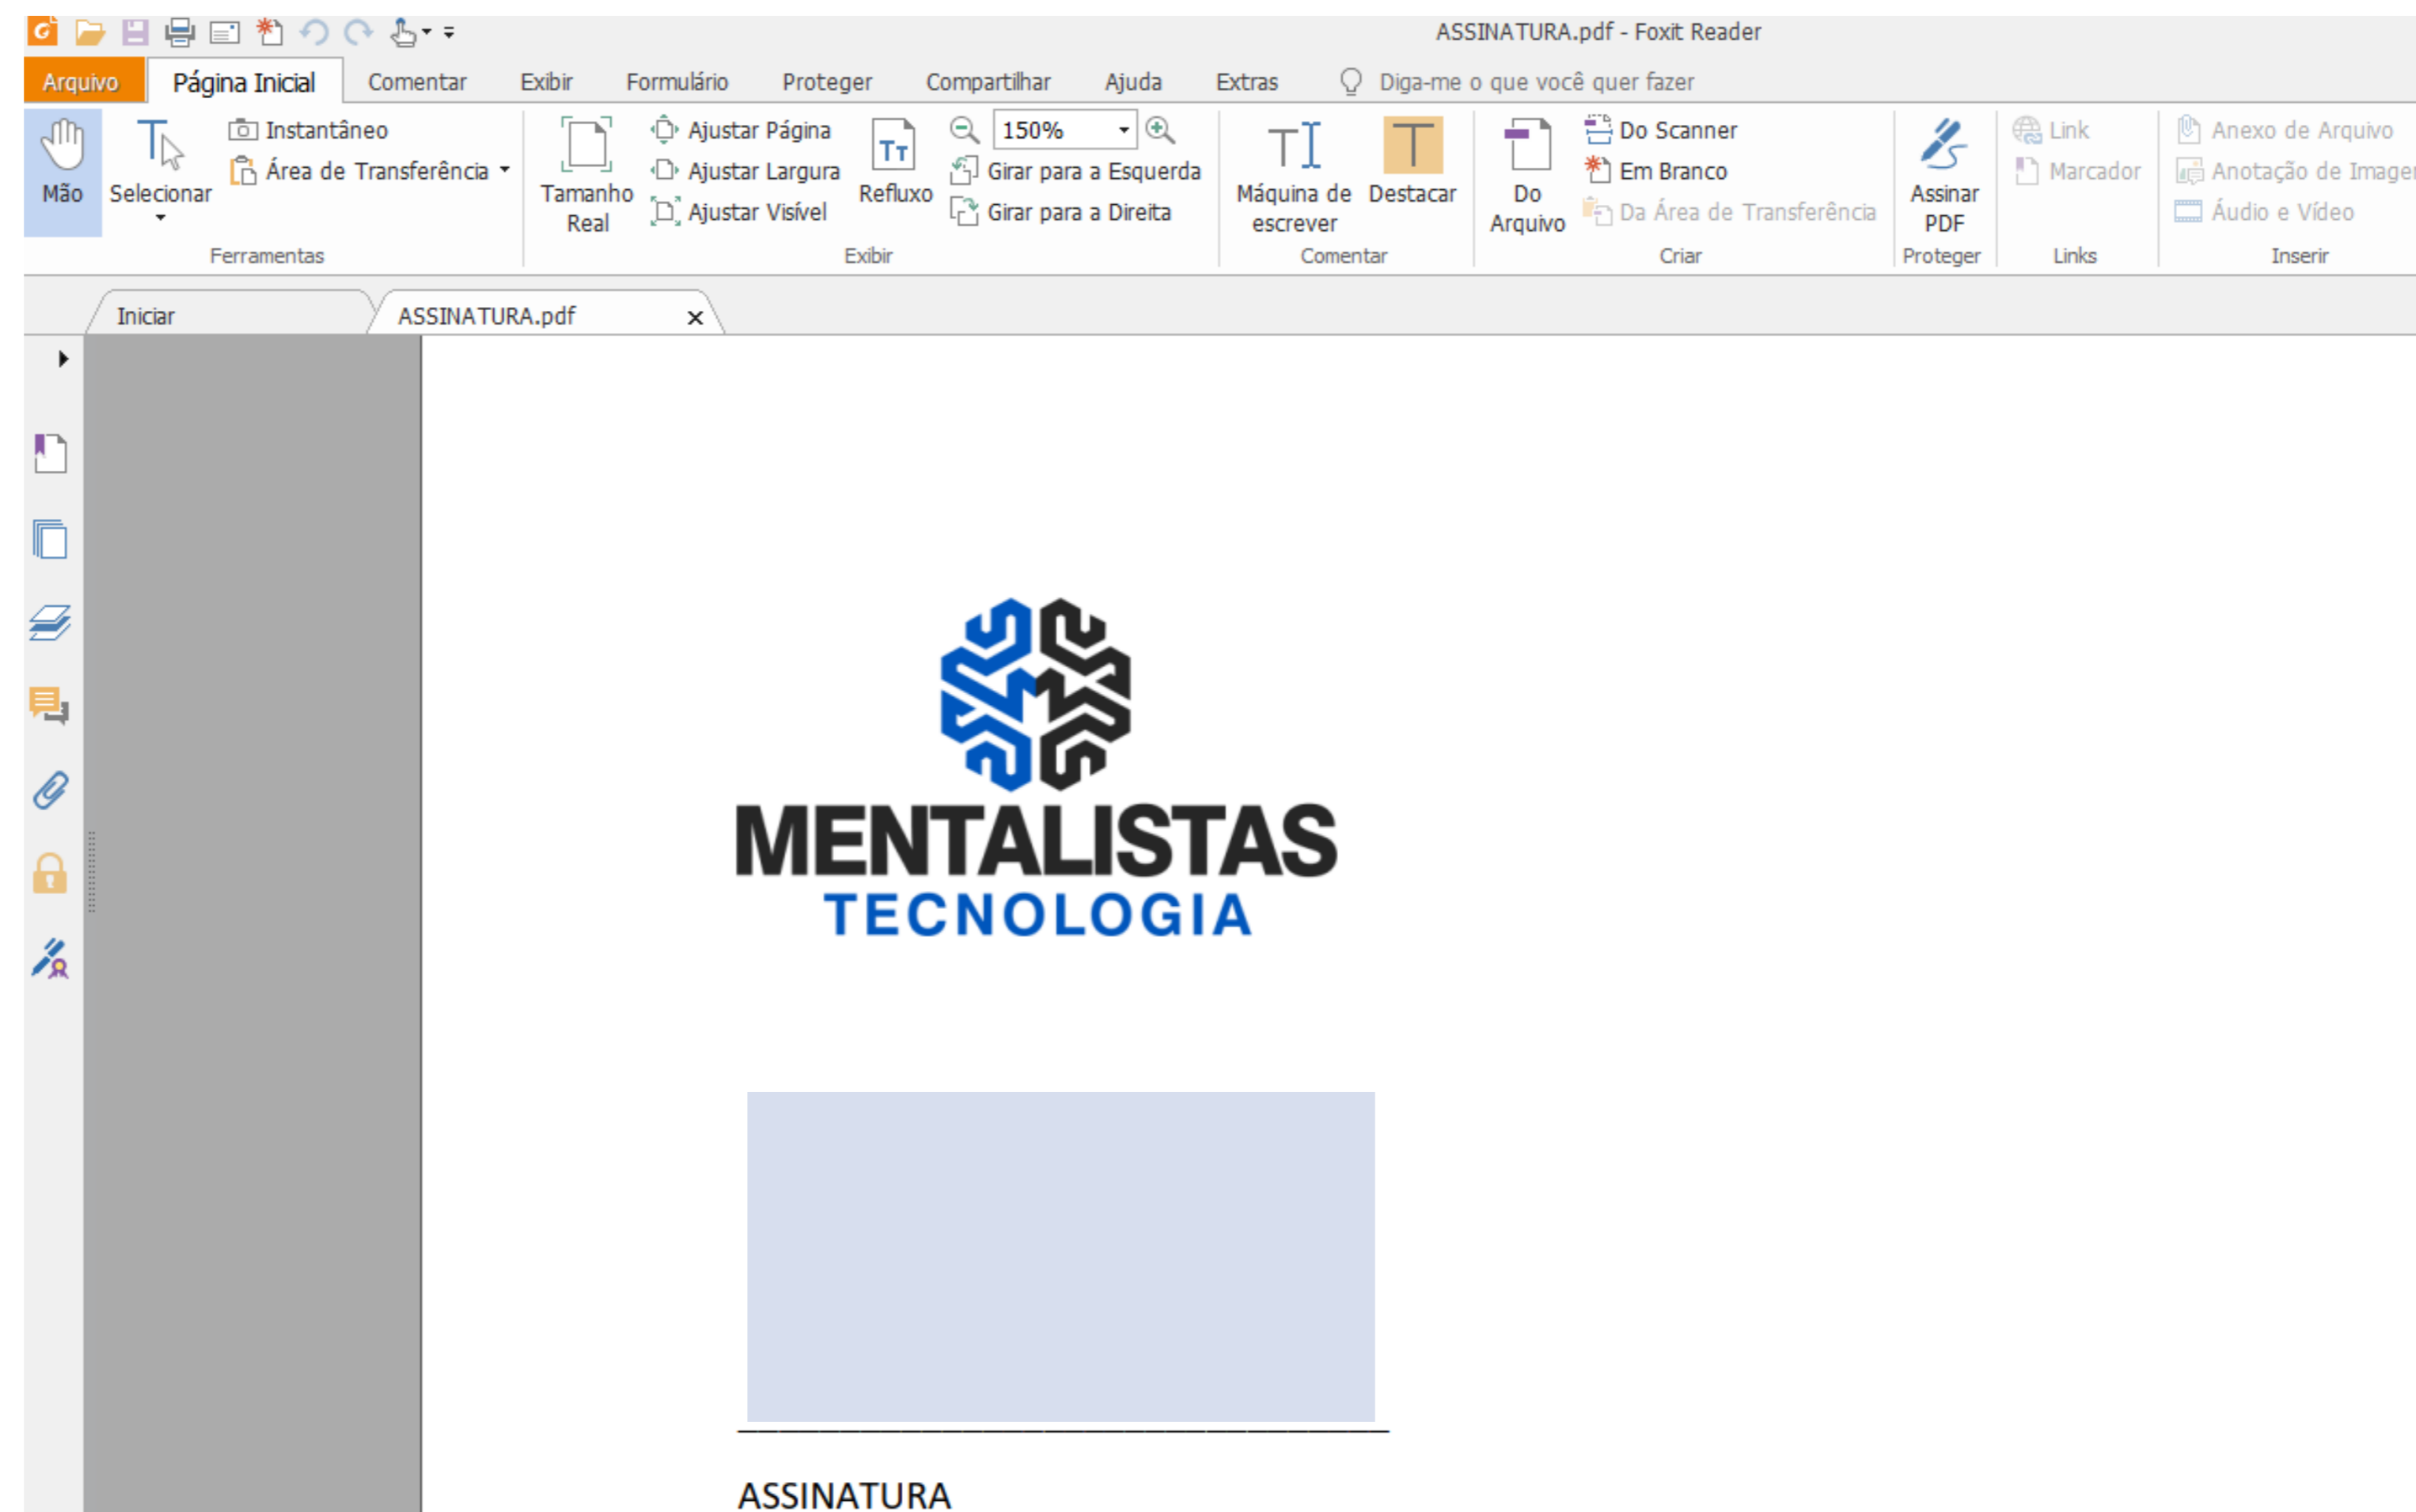 ASSINATURA.pdf - Foxit Reader
Arquivo Página Inicial Comentar Exibir Formulário Proteger Compartilhar Ajuda Extras Diga-me o que você quer fazer
Mão
Selecionar
Instantâneo
Área de Transferência
Ferramentas
Tamanho
Real
Ajustar Página
Ajustar Largura
Ajustar Visível
Refluxo
150%
Girar para a Esquerda
Girar para a Direita
Exibir
Máquina de
escrever
Destacar
Comentar
Do
Arquivo
Do Scanner
Em Branco
Da Área de Transferência
Criar
Assinar
PDF
Proteger
Link
Marcador
Links
Anexo de Arquivo
Anotação de Imager
Áudio e Vídeo
Inserir
Iniciar ASSINATURA.pdf
MENTALISTAS
TECNOLOGIA
ASSINATURA